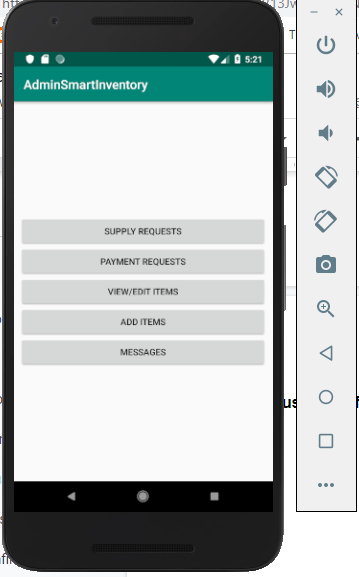 5:21
AdminSmartInventory
SUPPLY REQUESTS
PAYMENT REQUESTS
VIEW/EDIT ITEMS
ADD ITEMS
MESSAGES